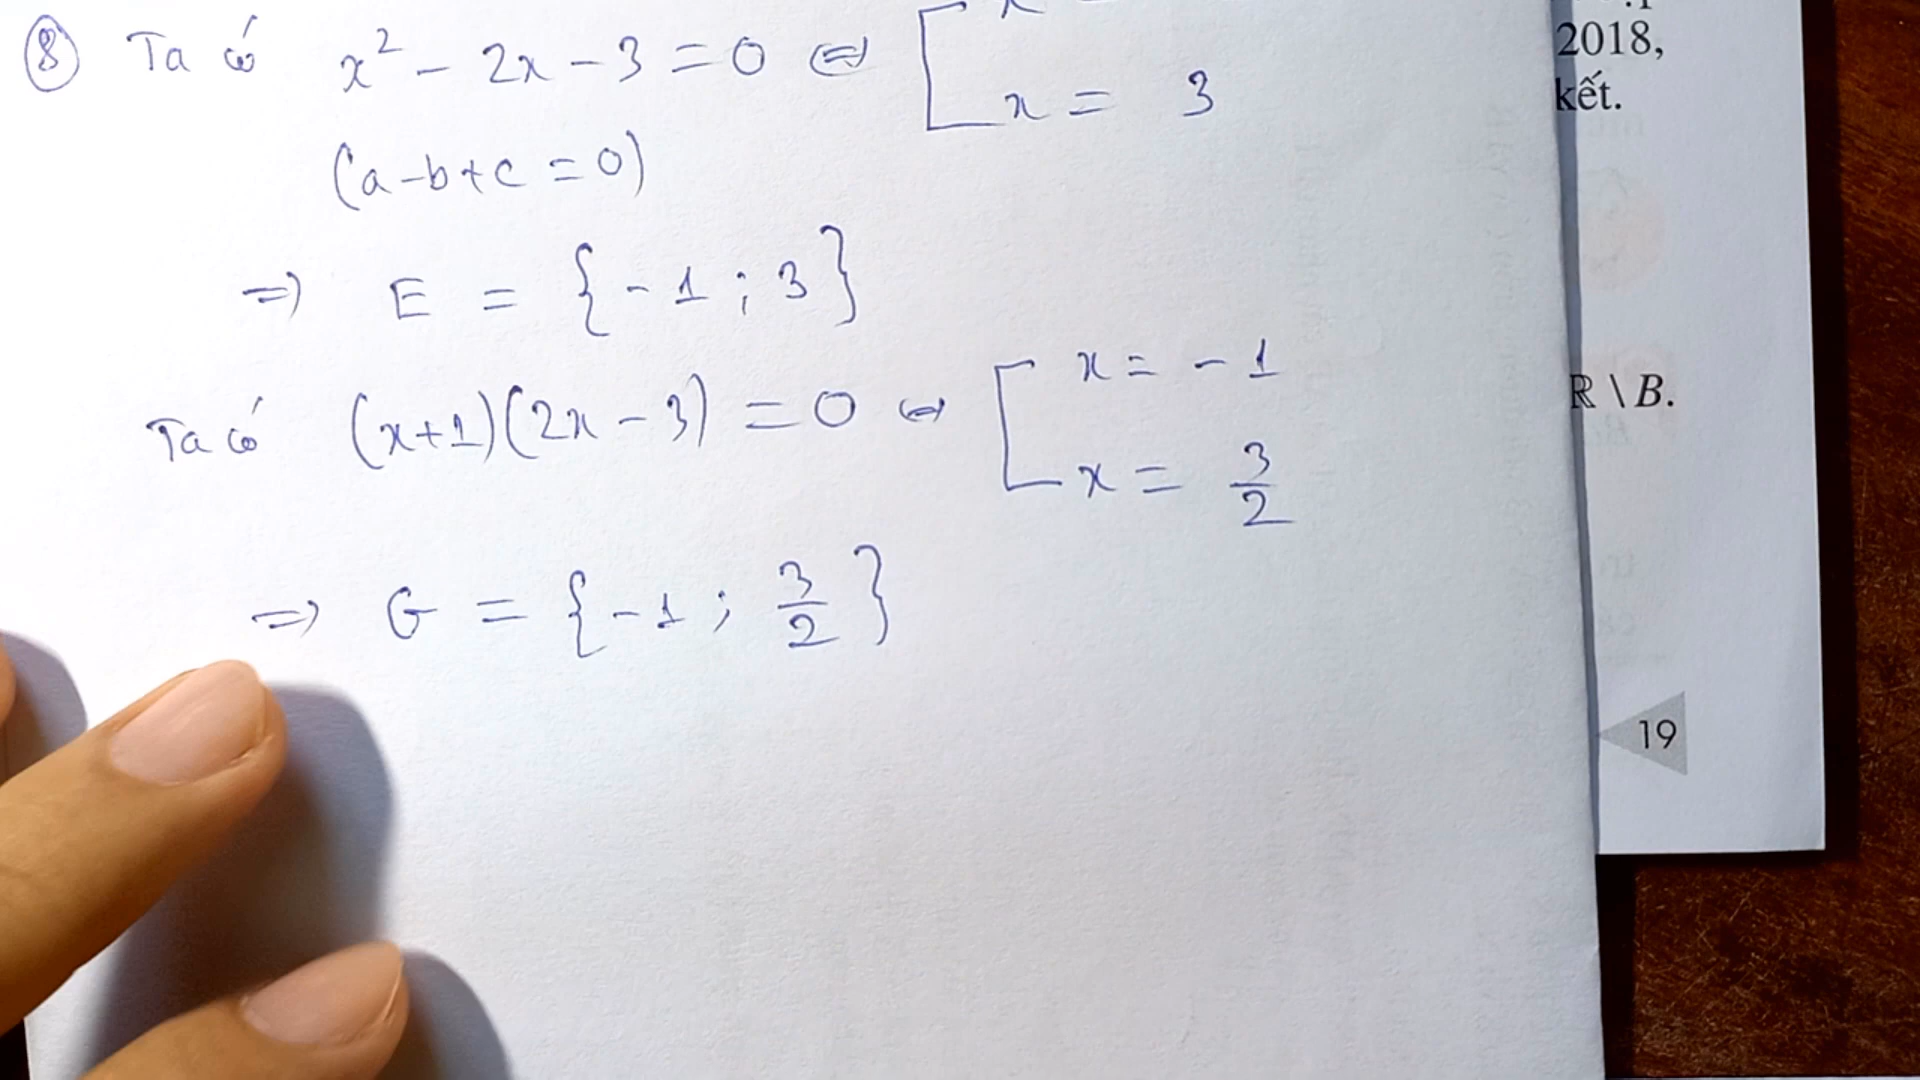 ⑧ Ta có x² - 2x - 3 = 0 ⇔ [ x
x = 3
(a - b + c = 0)
⇒ E = {-1 ; 3}
Ta có (x+1)(2x - 3) = 0 ⇔ [ x = -1
x = 3/2
⇒ G = {-1 ; 3/2}
2018,
kết.
ℝ \ B.
19